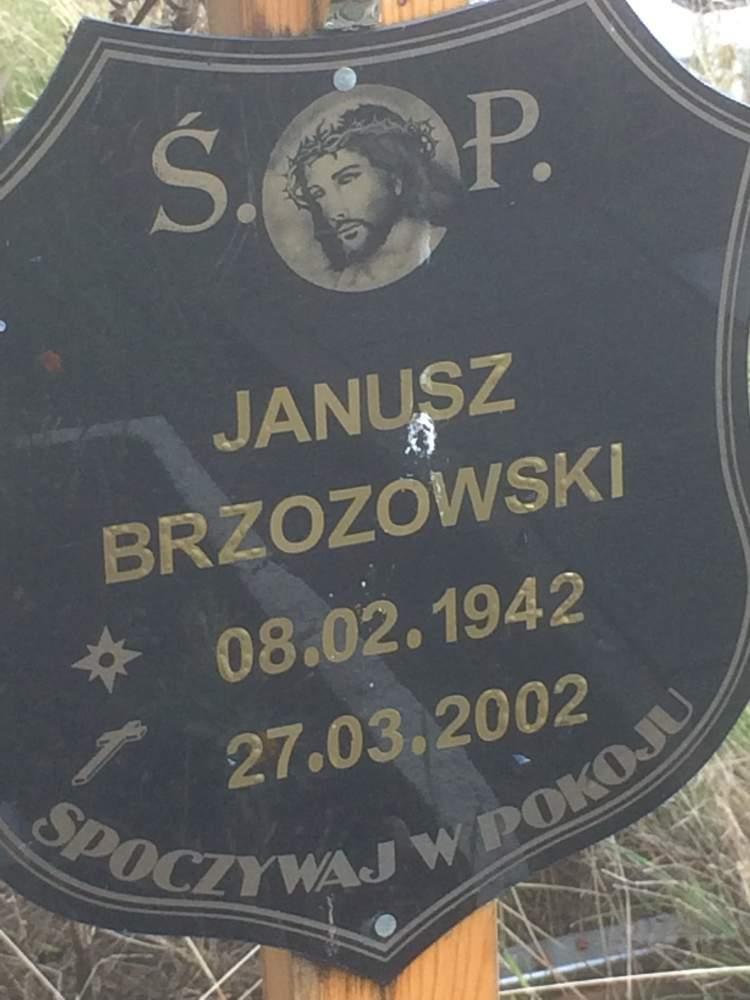 Ś. P.
JANUSZ
BRZOZOWSKI
08.02.1942
27.03.2002
SPOCZYWAJ W POKOJU